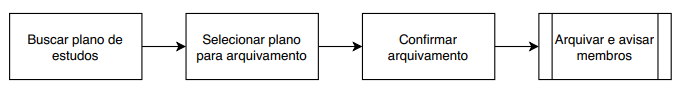 Buscar plano de
estudos
Selecionar plano
para arquivamento
Confirmar
arquivamento
Arquivar e avisar
membros